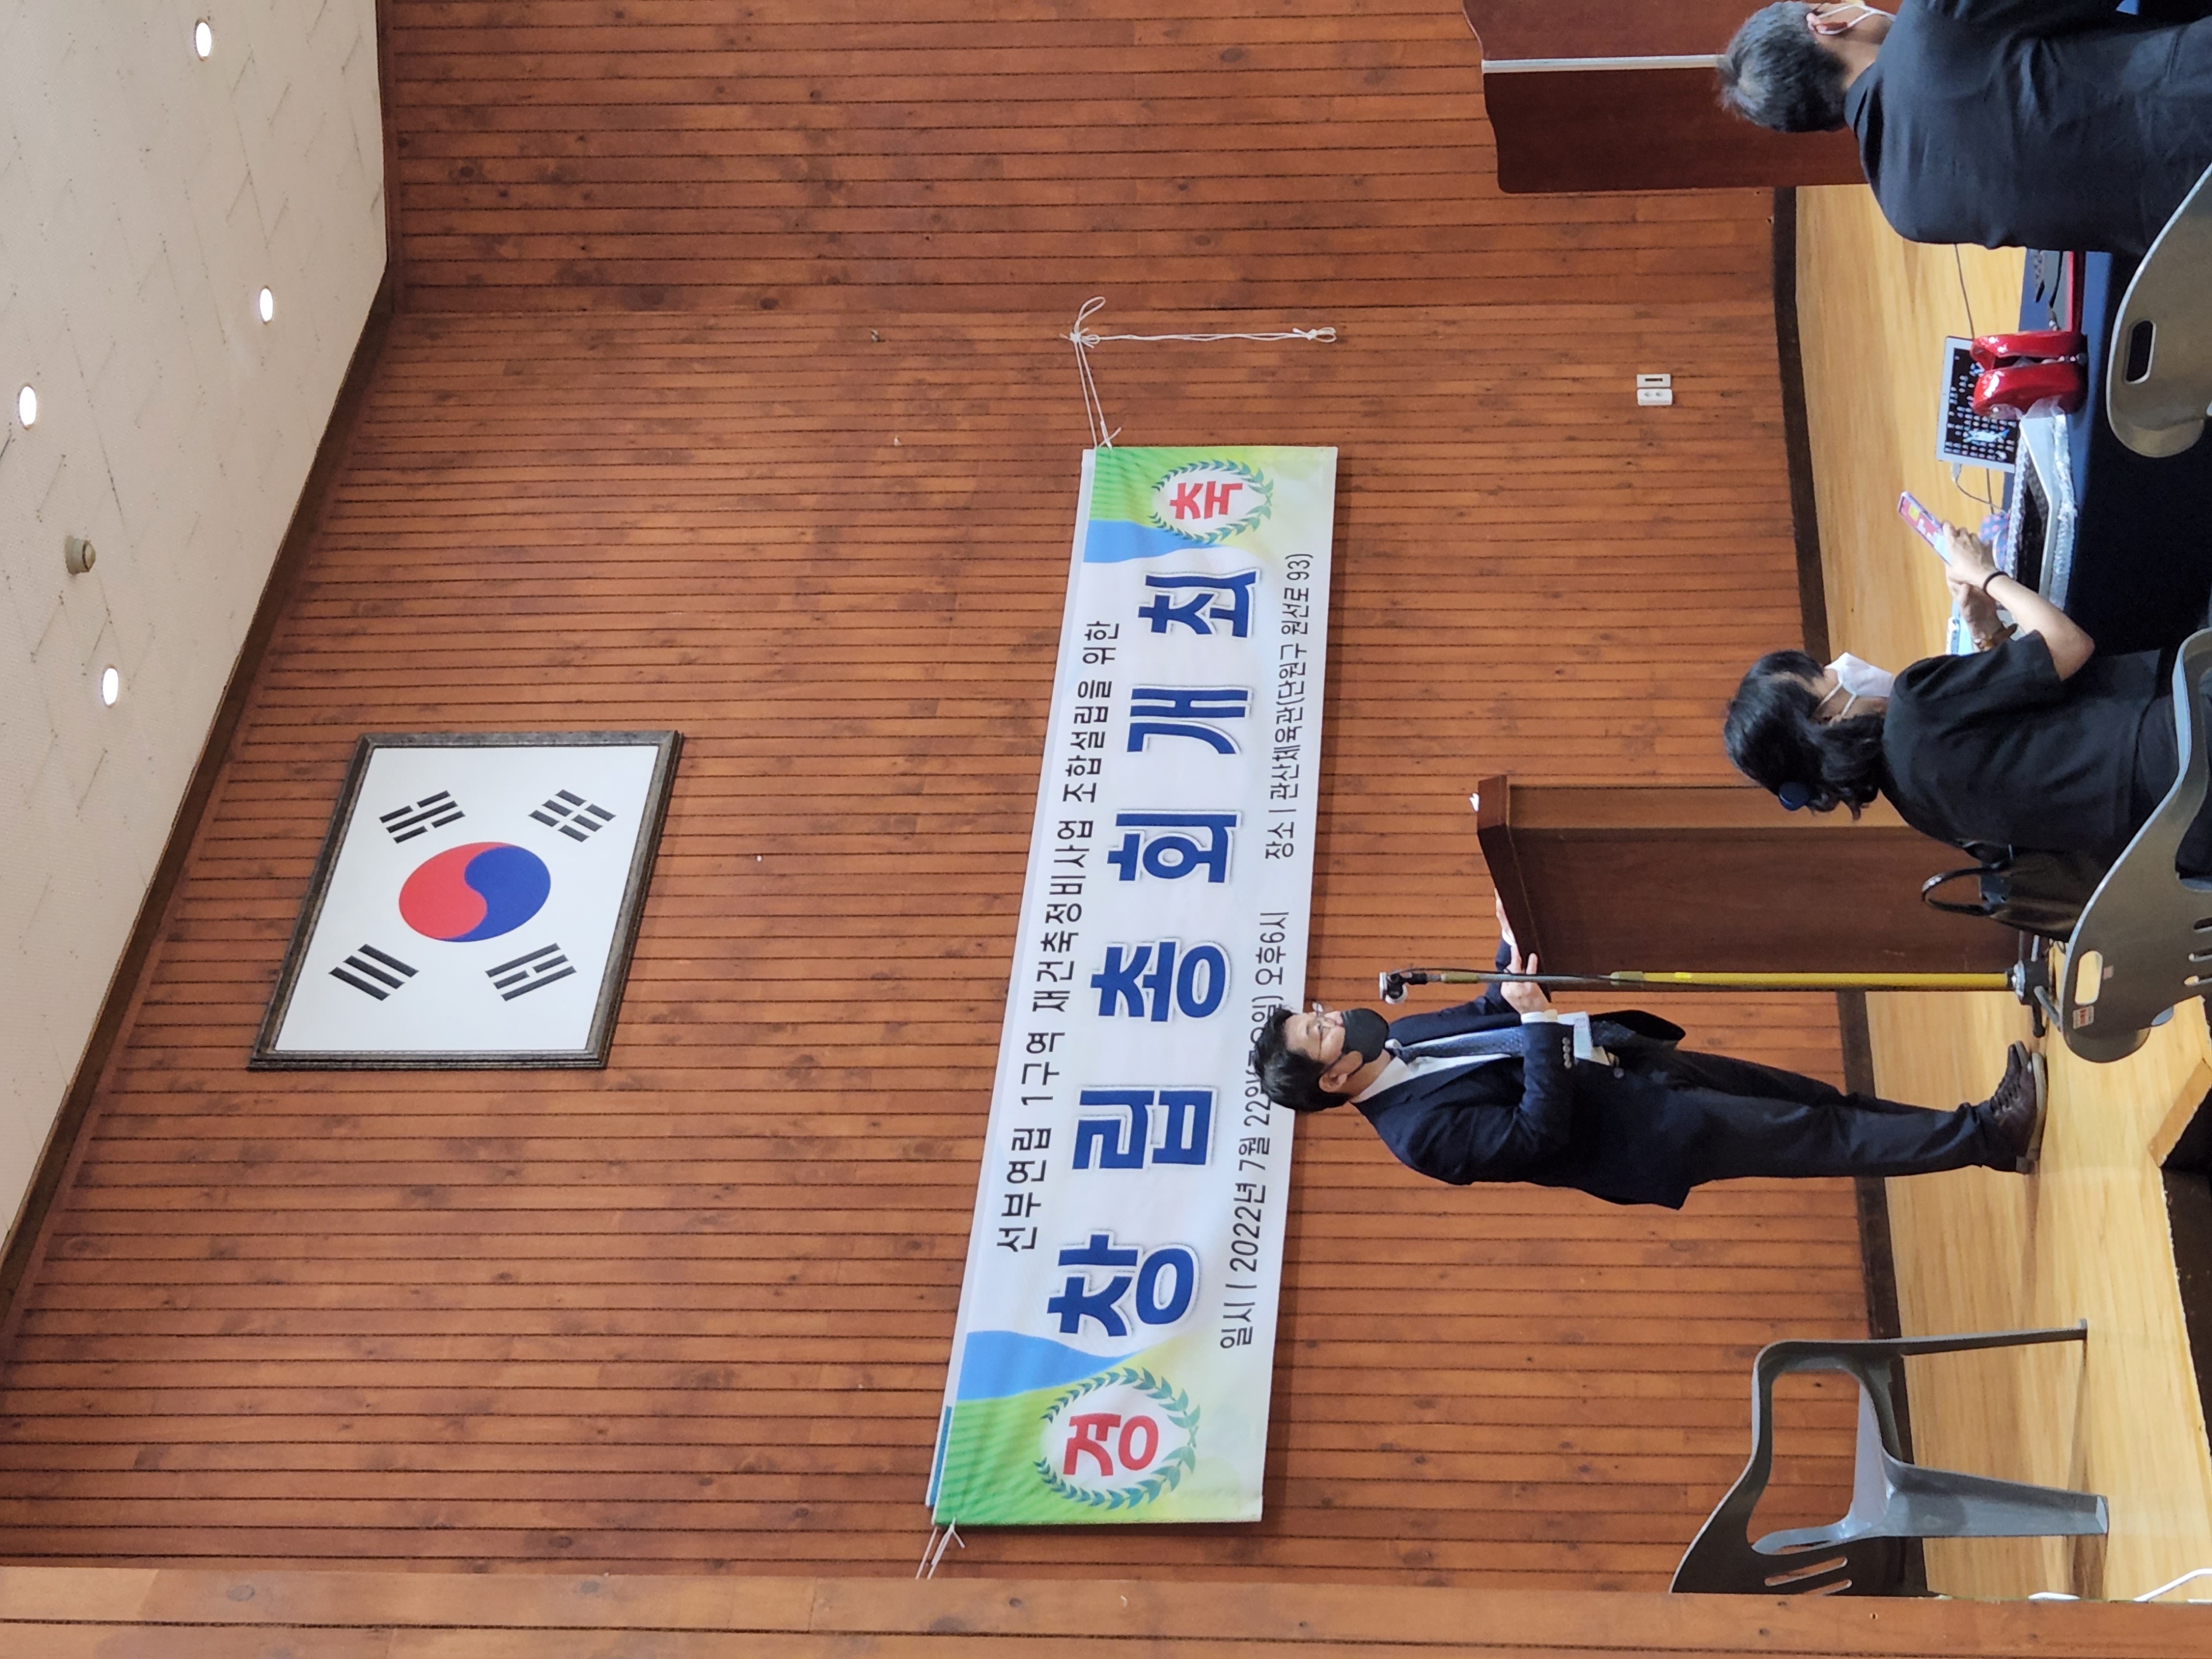 경 축
선부연립 1구역 재건축정비사업 조합설립을 위한
창립총회개최
일시 | 2022년 7월 22일 오후6시 장소 | 관산체육관(단원구 원선로 93)